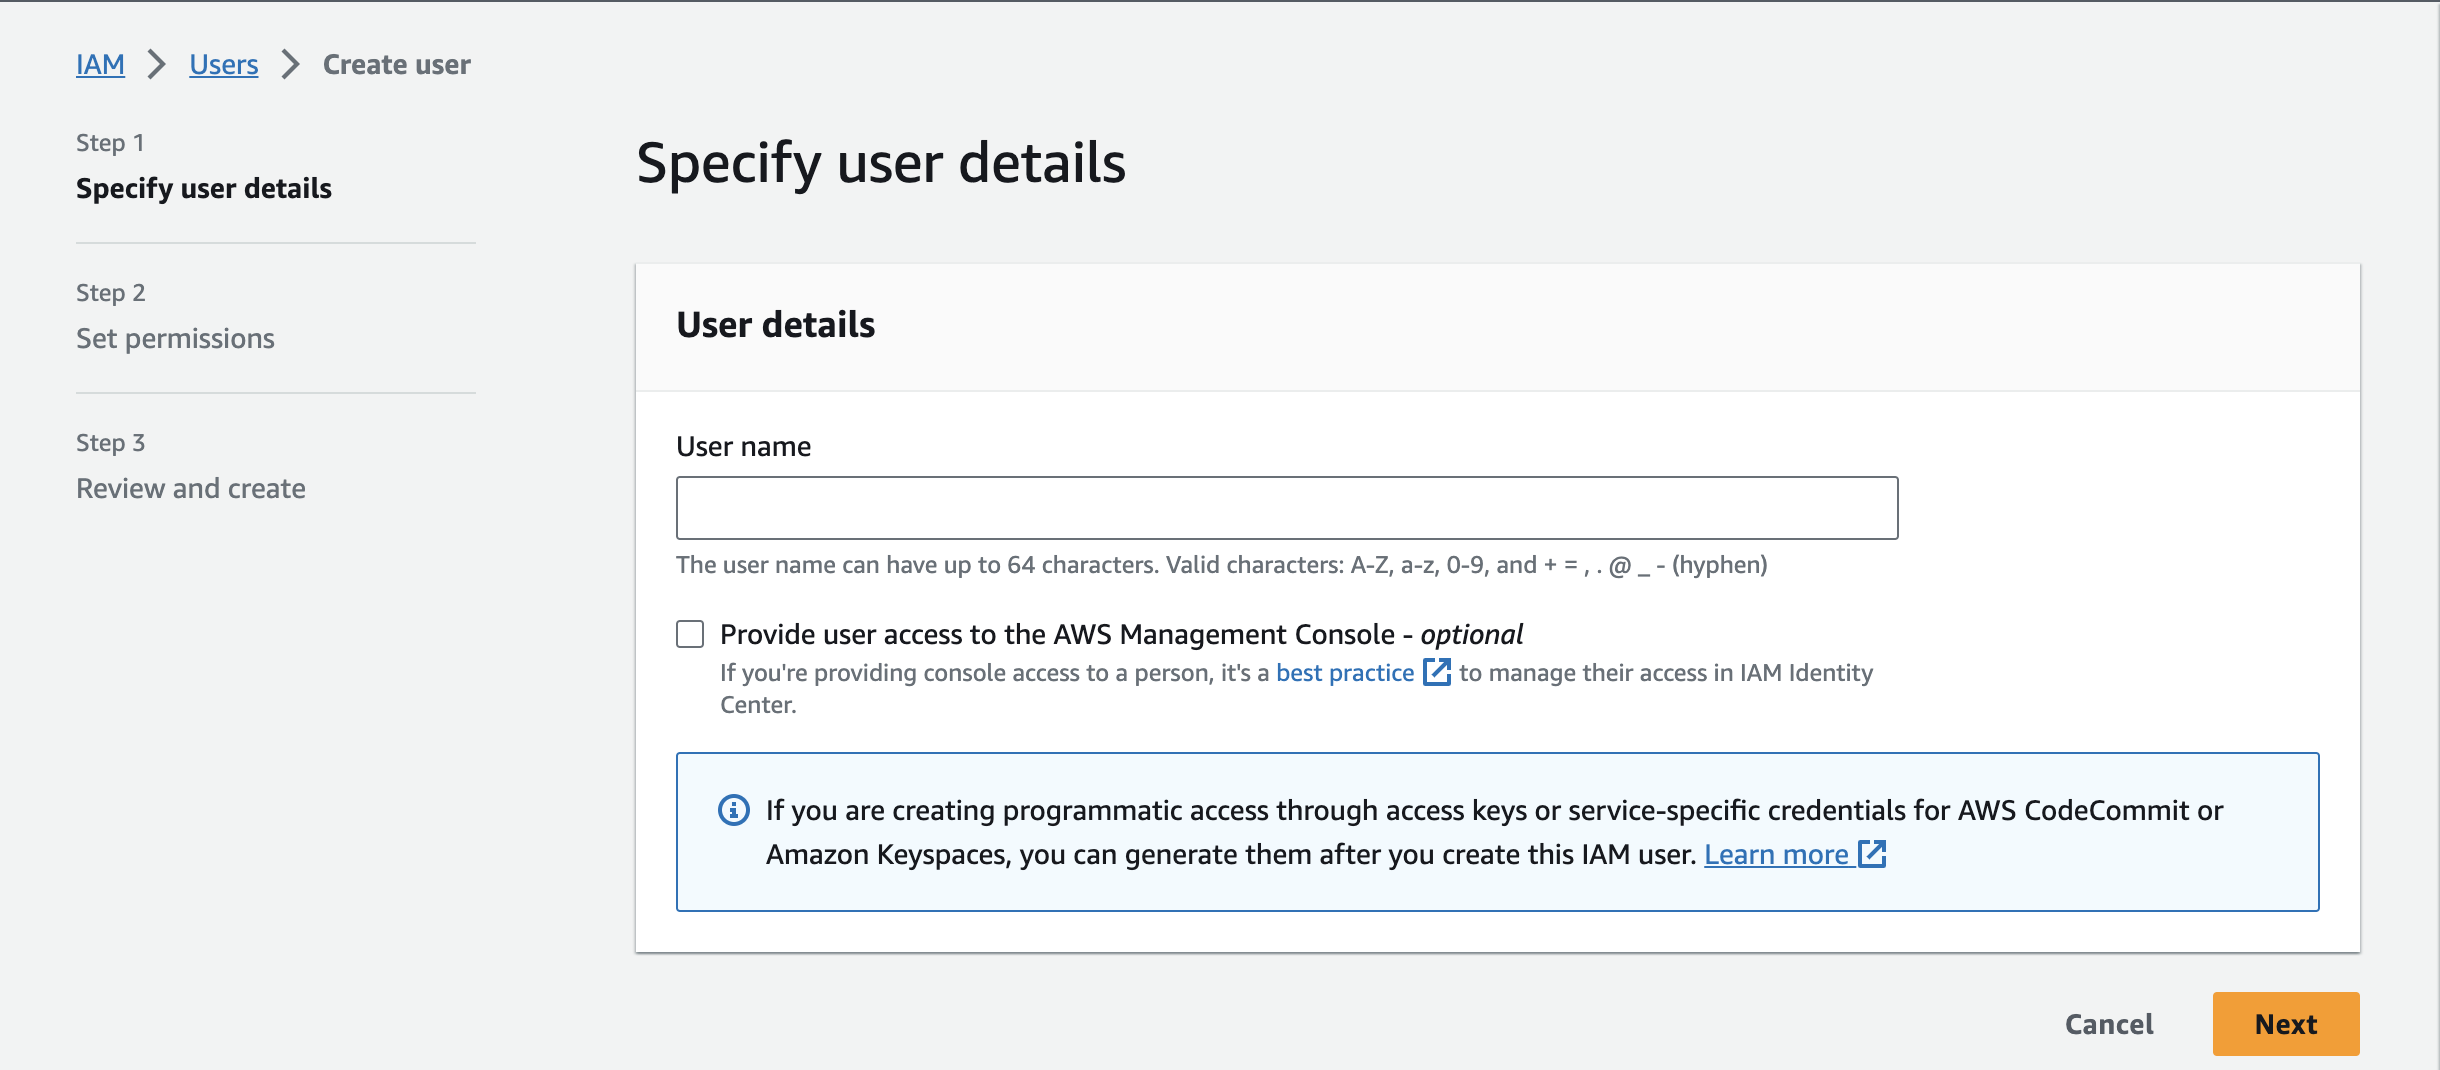 IAM > Users > Create user
Step 1
Specify user details
Step 2
Set permissions
Step 3
Review and create
Specify user details
User details
User name
The user name can have up to 64 characters. Valid characters: A-Z, a-z, 0-9, and + = , . @ _ - (hyphen)
Provide user access to the AWS Management Console - optional
If you're providing console access to a person, it's a best practice to manage their access in IAM Identity
Center.
If you are creating programmatic access through access keys or service-specific credentials for AWS CodeCommit or
Amazon Keyspaces, you can generate them after you create this IAM user. Learn more
Cancel
Next